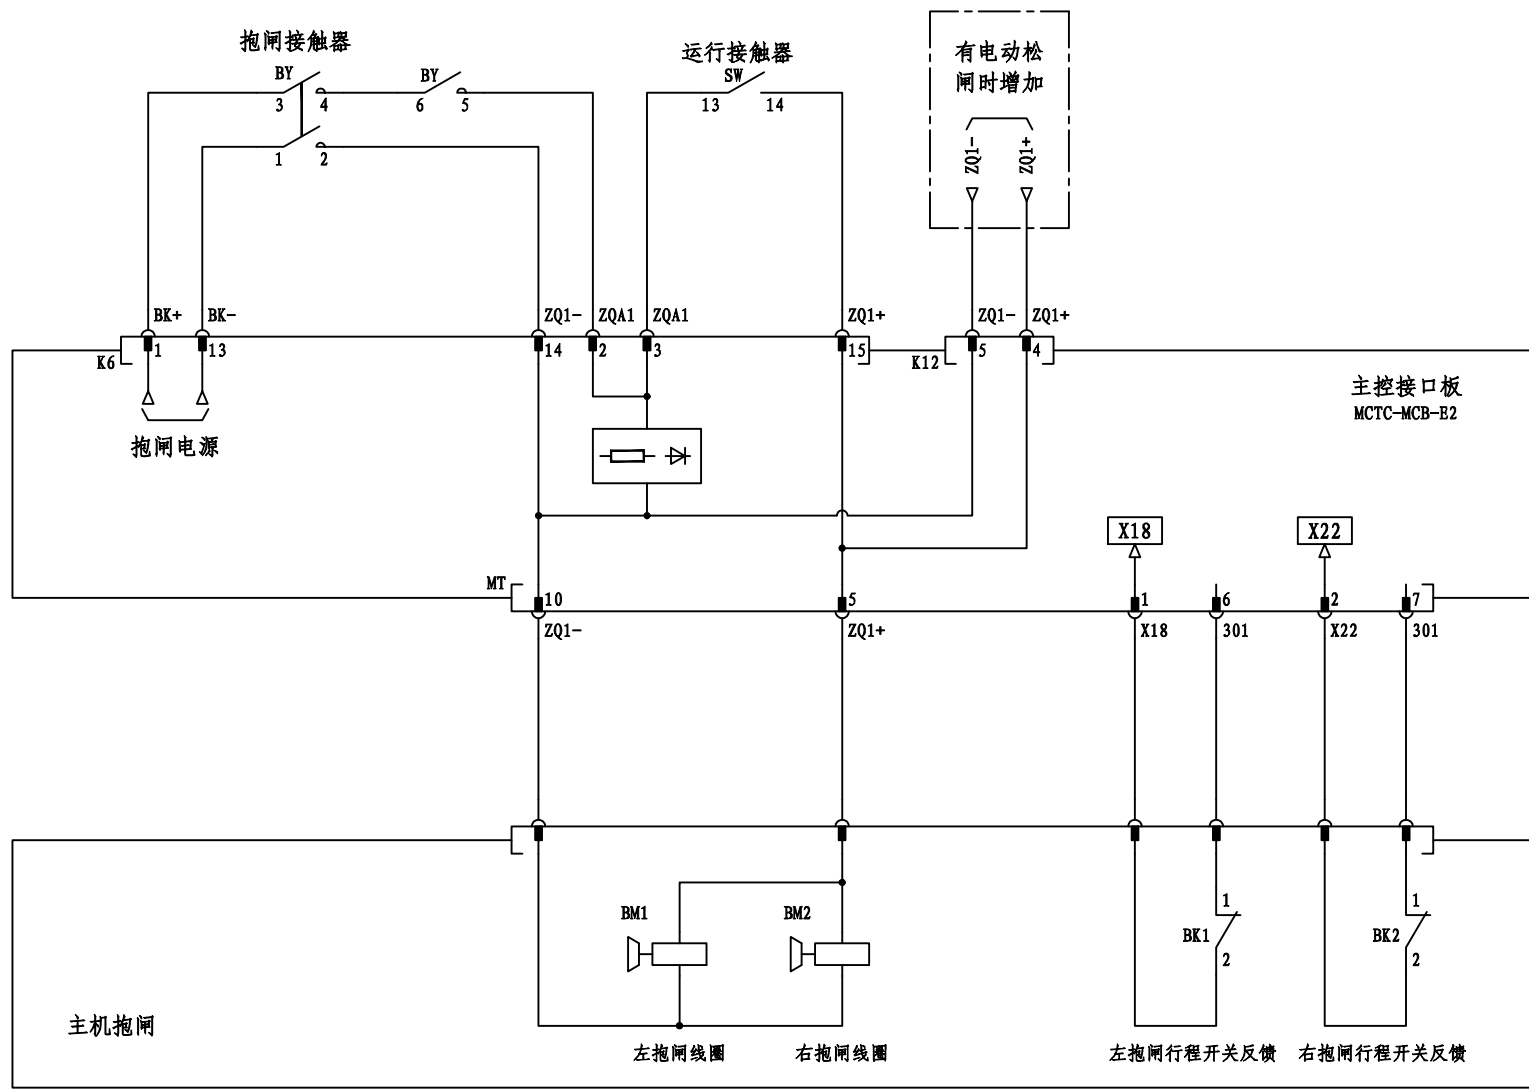 抱闸接触器
BY
3 4
BY
6 5
1 2
运行接触器
SW
13 14
有电动松
闸时增加
ZQ1-
ZQ1+
BK+
BK-
ZQ1-
ZQA1
ZQA1
ZQ1+
ZQ1-
ZQ1+
K6
1
13
14
2
3
15
K12
5
4
抱闸电源
主控接口板
MCTC-MCB-E2
X18
X22
MT
10
5
1
6
2
7
ZQ1-
ZQ1+
X18
301
X22
301
BM1
BM2
1
BK1
2
1
BK2
2
主机抱闸
左抱闸线圈
右抱闸线圈
左抱闸行程开关反馈
右抱闸行程开关反馈